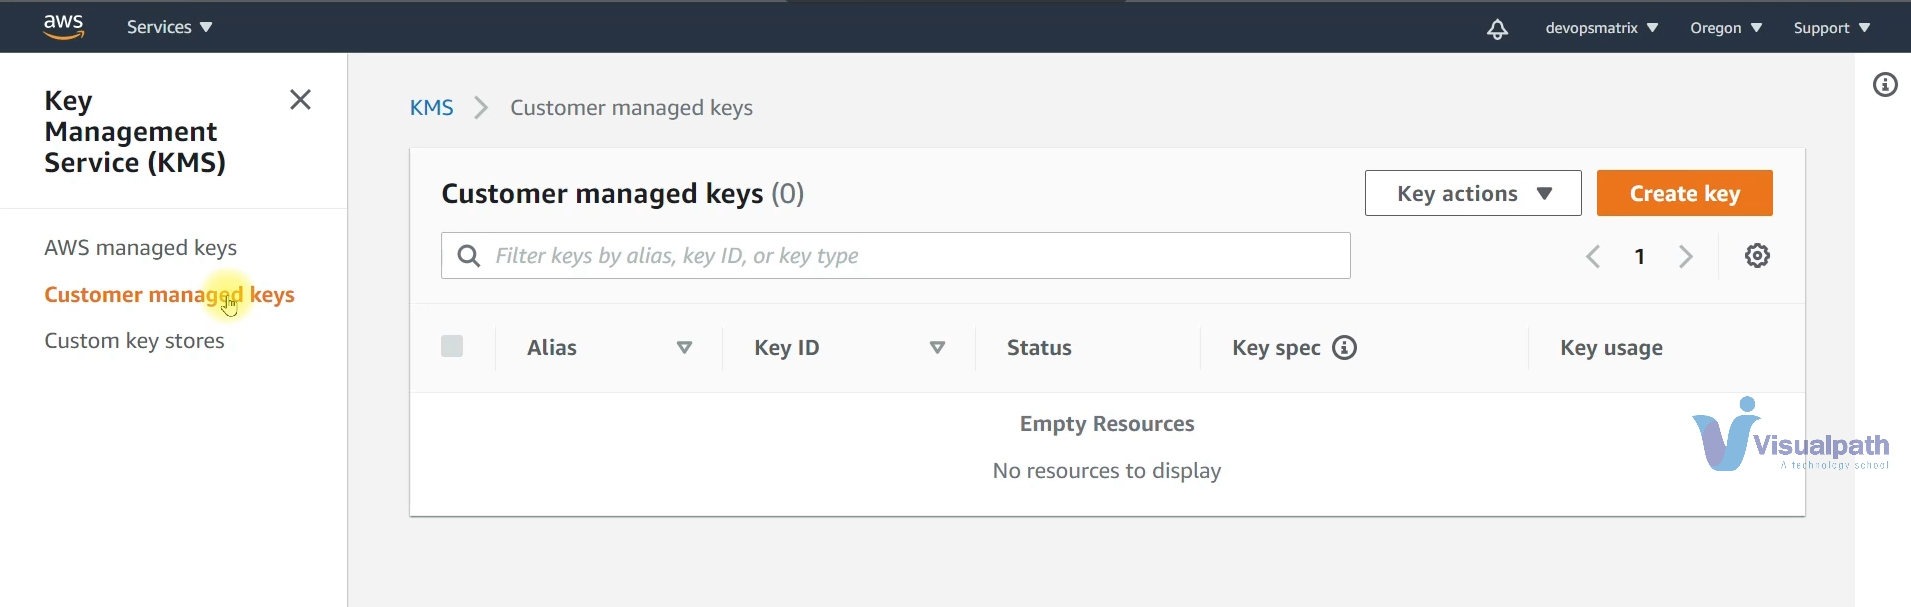 aws
Services
devopsmatrix
Oregon
Support
Key
Management
Service (KMS)
AWS managed keys
Customer managed keys
Custom key stores
KMS
Customer managed keys
Customer managed keys (0)
Key actions
Create key
Filter keys by alias, key ID, or key type
1
Alias
Key ID
Status
Key spec
Key usage
Empty Resources
No resources to display
Visualpath
A technology school